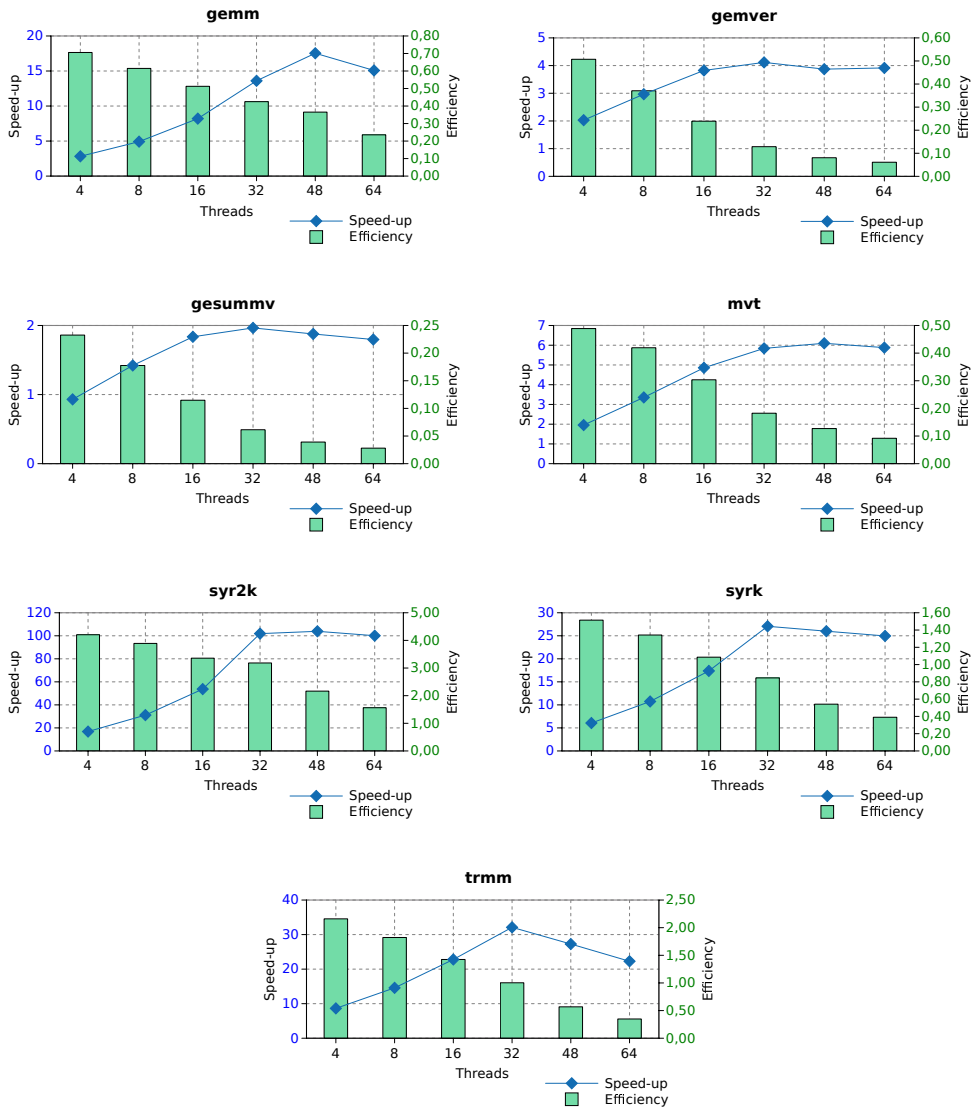 gemm
20
15
10
5
0
0,80
0,70
0,60
0,50
0,40
0,30
0,20
0,10
0,00
Speed-up
Efficiency
4 8 16 32 48 64
Threads
Speed-up
Efficiency
gemver
5
4
3
2
1
0
0,60
0,50
0,40
0,30
0,20
0,10
0,00
Speed-up
Efficiency
4 8 16 32 48 64
Threads
Speed-up
Efficiency
gesummv
2
1
0
0,25
0,20
0,15
0,10
0,05
0,00
Speed-up
Efficiency
4 8 16 32 48 64
Threads
Speed-up
Efficiency
mvt
7
6
5
4
3
2
1
0
0,50
0,40
0,30
0,20
0,10
0,00
Speed-up
Efficiency
4 8 16 32 48 64
Threads
Speed-up
Efficiency
syr2k
120
100
80
60
40
20
0
5,00
4,00
3,00
2,00
1,00
0,00
Speed-up
Efficiency
4 8 16 32 48 64
Threads
Speed-up
Efficiency
syrk
30
25
20
15
10
5
0
1,60
1,40
1,20
1,00
0,80
0,60
0,40
0,20
0,00
Speed-up
Efficiency
4 8 16 32 48 64
Threads
Speed-up
Efficiency
trmm
40
30
20
10
0
2,50
2,00
1,50
1,00
0,50
0,00
Speed-up
Efficiency
4 8 16 32 48 64
Threads
Speed-up
Efficiency